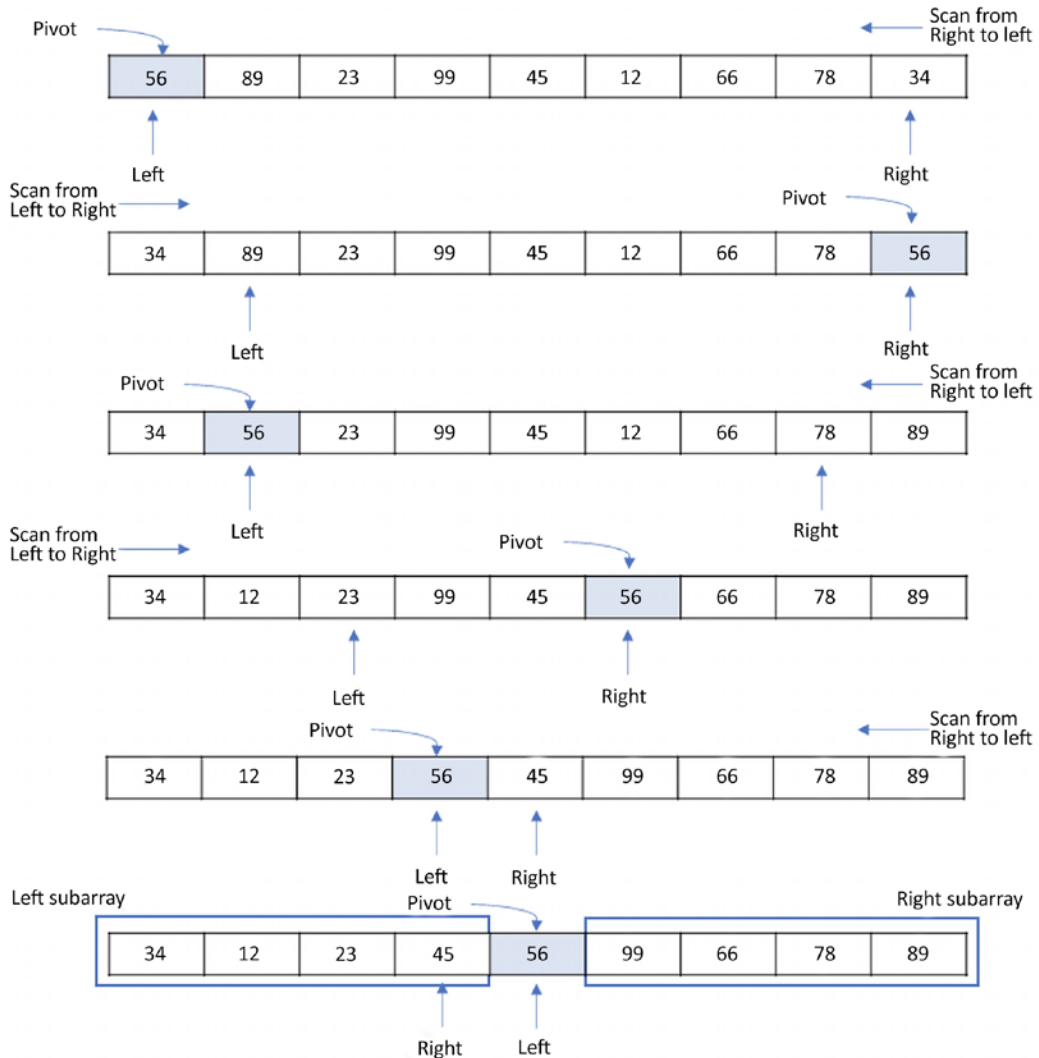 Scan from
Right to left
Pivot
56 89 23 99 45 12 66 78 34
Left Right
Scan from
Left to Right
Pivot
34 89 23 99 45 12 66 78 56
Left Right
Scan from
Right to left
Pivot
34 56 23 99 45 12 66 78 89
Left Right
Scan from
Left to Right
Pivot
34 12 23 99 45 56 66 78 89
Left Right
Scan from
Right to left
Pivot
34 12 23 56 45 99 66 78 89
Left Right
Left subarray Pivot Right subarray
34 12 23 45 56 99 66 78 89
Right Left